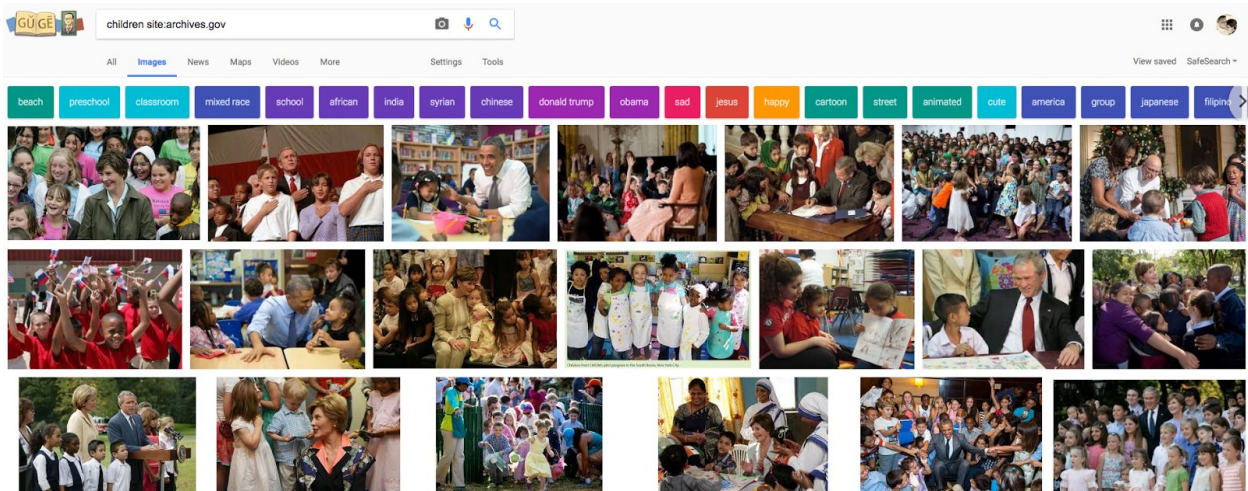 GǓ GĒ
children site:archives.gov
All Images News Maps Videos More Settings Tools View saved SafeSearch
beach preschool classroom mixed race school african india syrian chinese donald trump obama sad jesus happy cartoon street animated cute america group japanese filipino